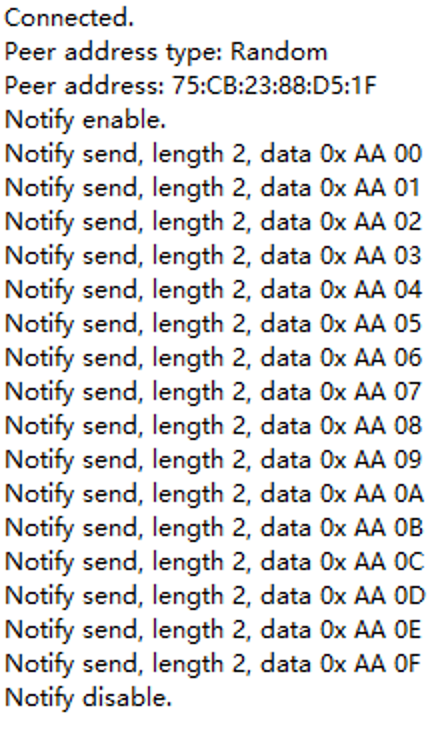 Connected.
Peer address type: Random
Peer address: 75:CB:23:88:D5:1F
Notify enable.
Notify send, length 2, data 0x AA 00
Notify send, length 2, data 0x AA 01
Notify send, length 2, data 0x AA 02
Notify send, length 2, data 0x AA 03
Notify send, length 2, data 0x AA 04
Notify send, length 2, data 0x AA 05
Notify send, length 2, data 0x AA 06
Notify send, length 2, data 0x AA 07
Notify send, length 2, data 0x AA 08
Notify send, length 2, data 0x AA 09
Notify send, length 2, data 0x AA 0A
Notify send, length 2, data 0x AA 0B
Notify send, length 2, data 0x AA 0C
Notify send, length 2, data 0x AA 0D
Notify send, length 2, data 0x AA 0E
Notify send, length 2, data 0x AA 0F
Notify disable.